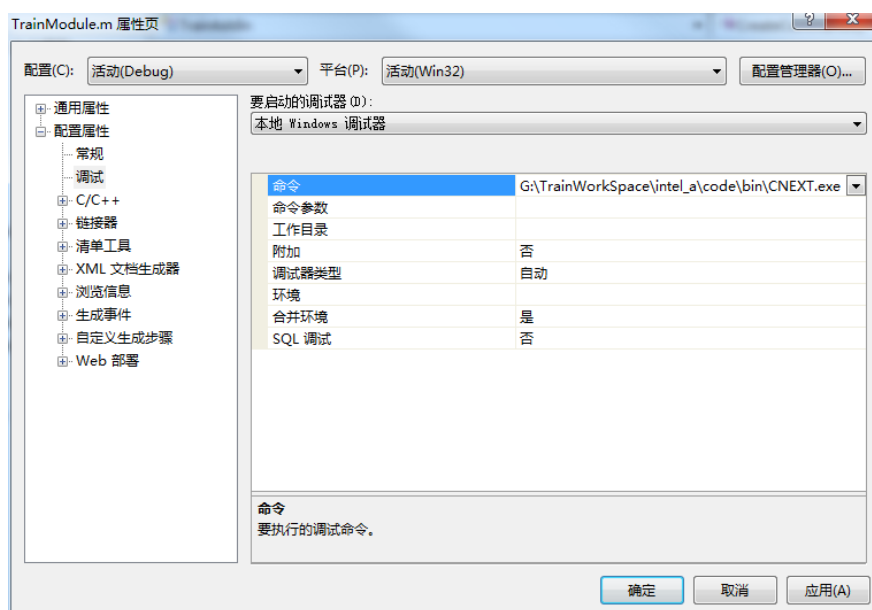 TrainModule.m 属性页
配置(C): 活动(Debug) 平台(P): 活动(Win32) 配置管理器(O)...
通用属性
配置属性
常规
调试
C/C++
链接器
清单工具
XML 文档生成器
浏览信息
生成事件
自定义生成步骤
Web 部署
要启动的调试器(D):
本地 Windows 调试器
命令 G:\TrainWorkSpace\intel_a\code\bin\CNEXT.exe
命令参数
工作目录
附加 否
调试器类型 自动
环境
合并环境 是
SQL 调试 否
命令
要执行的调试命令。
确定 取消 应用(A)